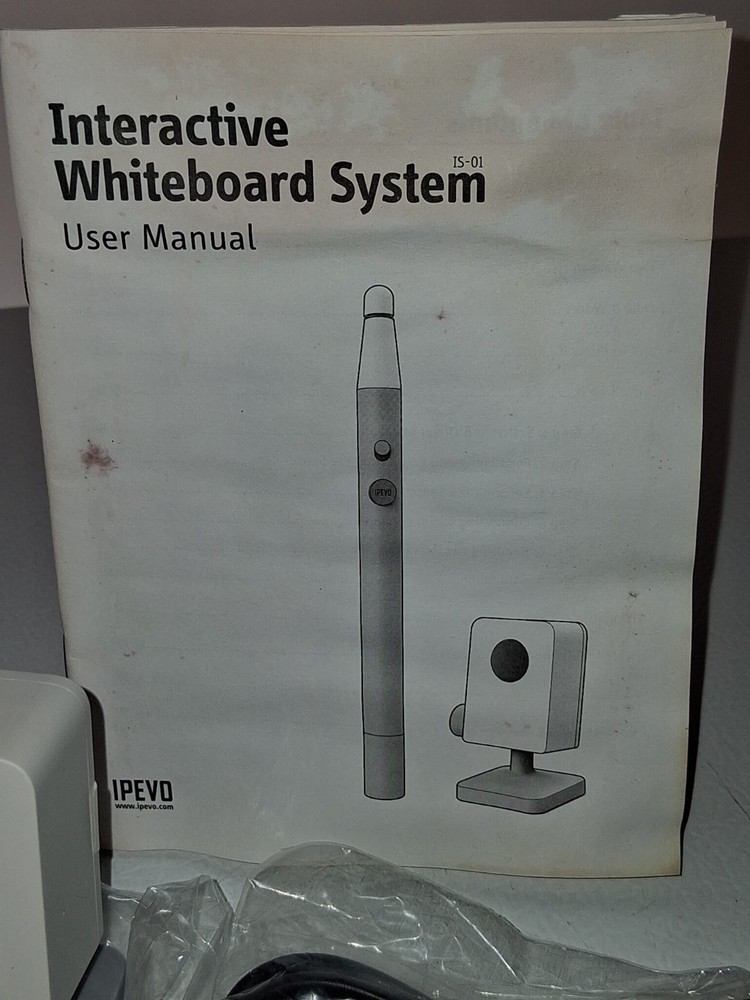 Interactive
IS-01
Whiteboard System
User Manual
IPEVO
IPEVO
www.ipevo.com